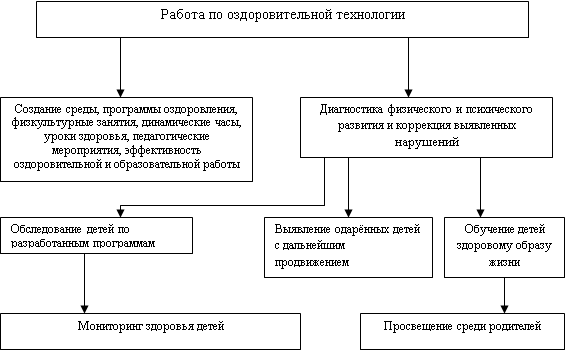 Работа по оздоровительной технологии
Создание среды, программы оздоровления,
физкультурные занятия, динамические часы,
уроки здоровья, педагогические
мероприятия, эффективность
оздоровительной и образовательной работы
Диагностика физического и психического
развития и коррекция выявленных
нарушений
Обследование детей по
разработанным программам
Выявление одарённых детей
с дальнейшим
продвижением
Обучение детей
здоровому образу
жизни
Мониторинг здоровья детей
Просвещение среди родителей